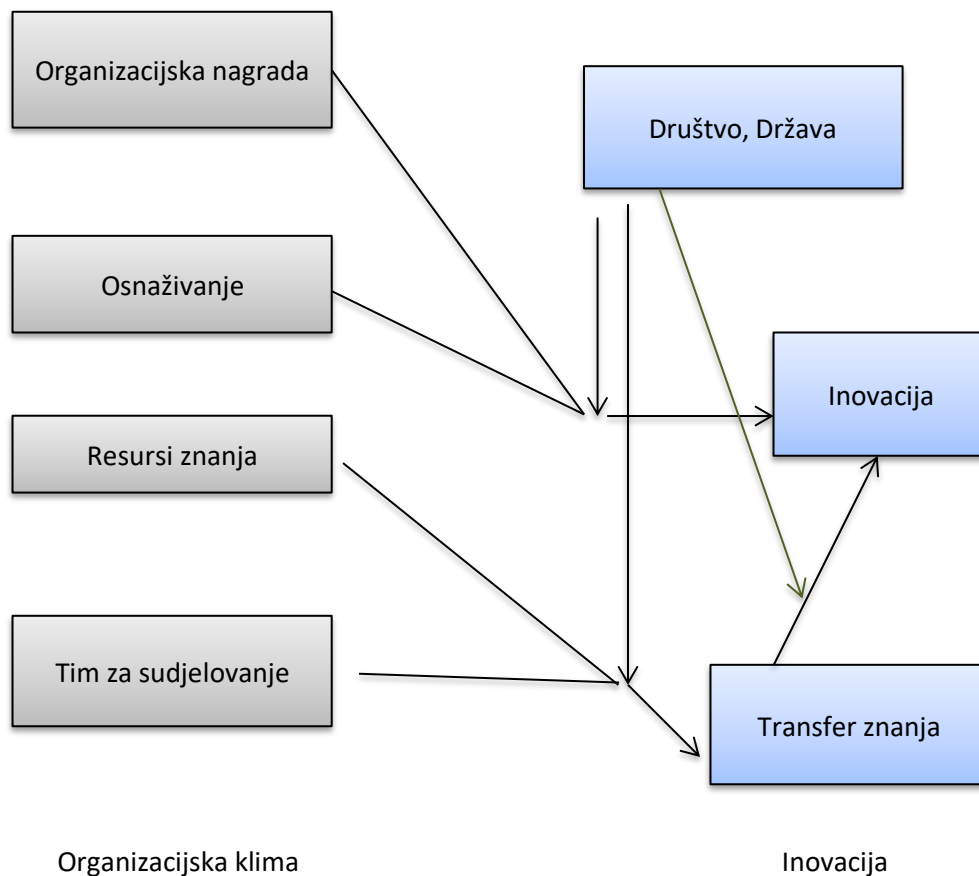 Organizacijska nagrada
Društvo, Država
Osnaživanje
Inovacija
Resursi znanja
Tim za sudjelovanje
Transfer znanja
Organizacijska klima
Inovacija